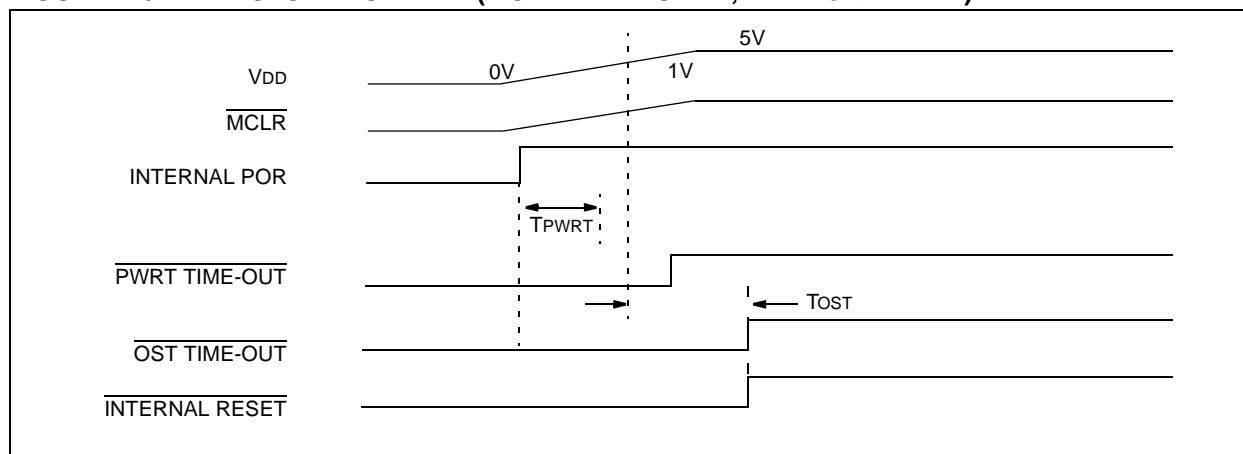 5V
VDD
0V
1V
MCLR
INTERNAL POR
TPWRT
PWRT TIME-OUT
TOST
OST TIME-OUT
INTERNAL RESET